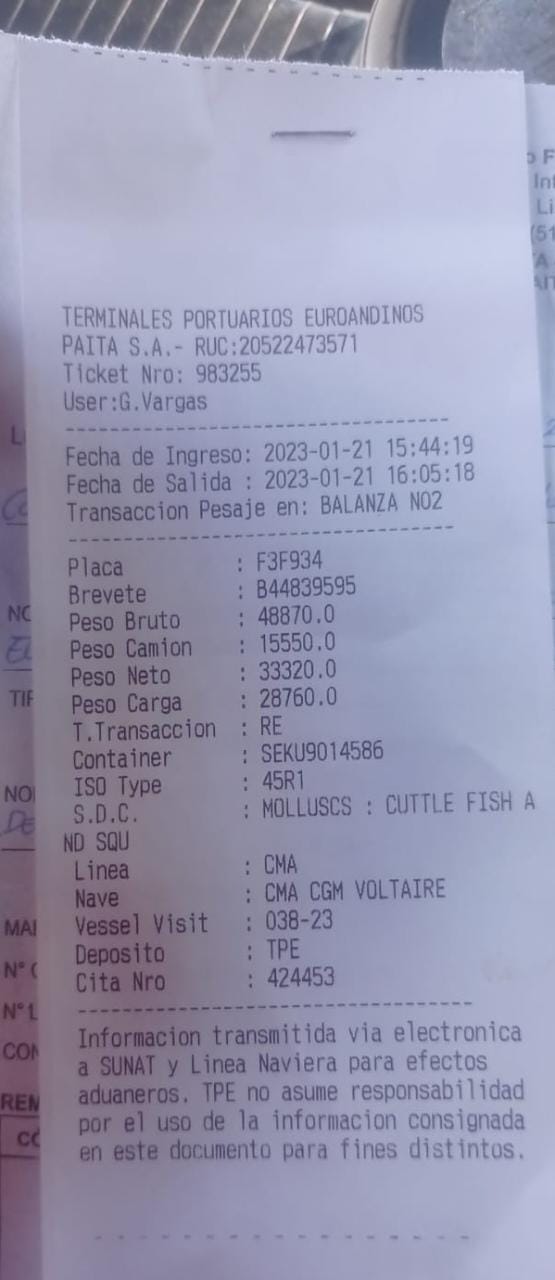 TERMINALES PORTUARIOS EUROANDINOS
PAITA S.A.- RUC:20522473571
Ticket Nro: 983255
User:G.Vargas
Fecha de Ingreso: 2023-01-21 15:44:19
Fecha de Salida : 2023-01-21 16:05:18
Transaccion Pesaje en: BALANZA NO2
Placa : F3F934
Brevete : B44839595
Peso Bruto : 48870.0
Peso Camion : 15550.0
Peso Neto : 33320.0
Peso Carga : 28760.0
T.Transaccion : RE
Container : SEKU9014586
ISO Type : 45R1
S.D.C. : MOLLUSCS : CUTTLE FISH A
ND SQU
Linea : CMA
Nave : CMA CGM VOLTAIRE
Vessel Visit : 038-23
Deposito : TPE
Cita Nro : 424453
Informacion transmitida via electronica
a SUNAT y Linea Naviera para efectos
aduaneros. TPE no asume responsabilidad
por el uso de la informacion consignada
en este documento para fines distintos.